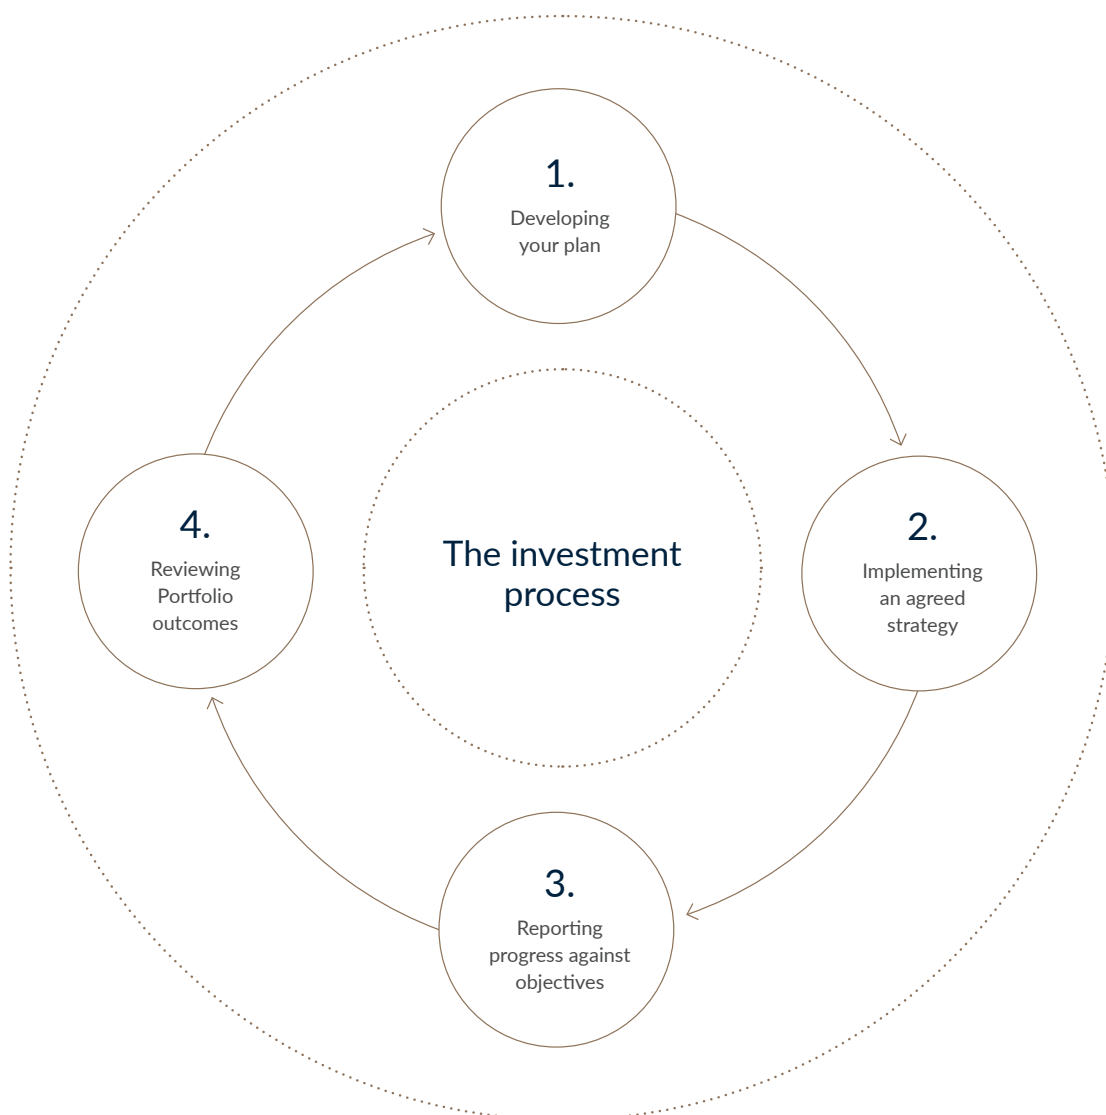 1.
Developing
your plan
2.
Implementing
an agreed
strategy
3.
Reporting
progress against
objectives
4.
Reviewing
Portfolio
outcomes
The investment
process